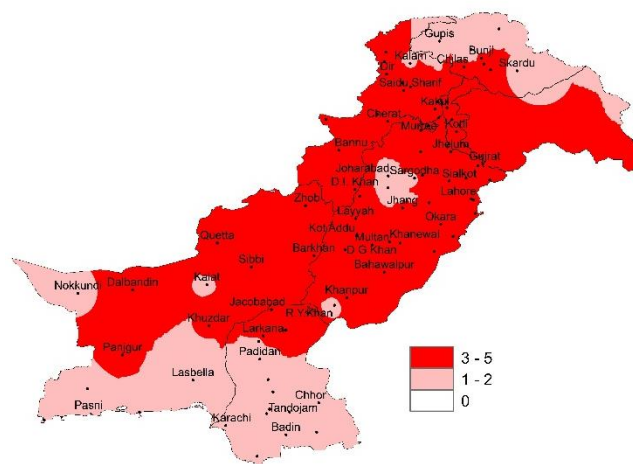 Gupis
Kalam
Bunji
Dir
Chilas
Skardu
Saidu Sharif
Kakul
Cherat
Murree
Kotli
Bannu
Jhelum
Joharabad
Gujrat
Sargodha
Sialkot
D.I. Khan
Lahore
Zhob
Jhang
Layyah
Okara
Kot Addu
Quetta
Multan
Khanewal
Barkhan
D G Khan
Sibbi
Bahawalpur
Nokkundi
Dalbandin
Kalat
Khanpur
Jacobabad
R Y Khan
Khuzdar
Larkana
Panjgur
Padidan
Lasbella
Chhor
Pasni
Tandojam
Karachi
Badin
3 - 5
1 - 2
0